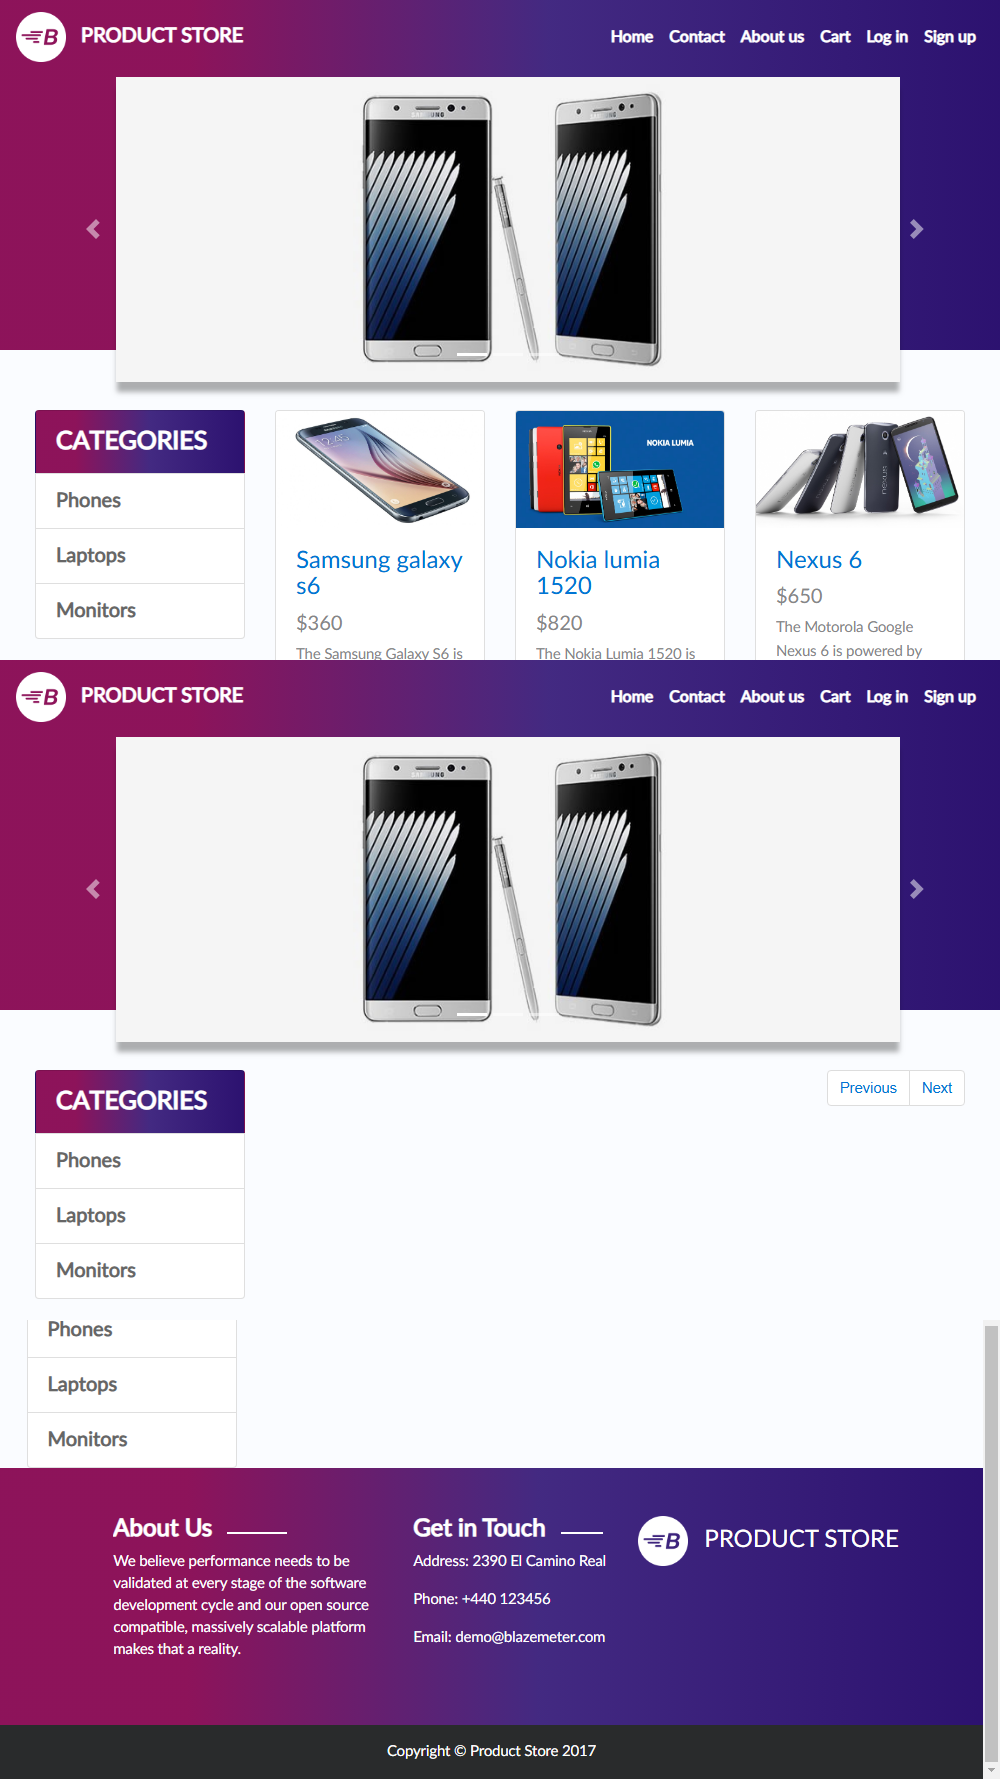 B PRODUCT STORE Home Contact About us Cart Log in Sign up
SAMSUNG
CATEGORIES
Phones
Laptops
Monitors
NOKIA LUMIA
nexus
Samsung galaxy
s6
$360
The Samsung Galaxy S6 is
Nokia lumia
1520
$820
The Nokia Lumia 1520 is
Nexus 6
$650
The Motorola Google
Nexus 6 is powered by
B PRODUCT STORE Home Contact About us Cart Log in Sign up
SAMSUNG
CATEGORIES
Phones
Laptops
Monitors
Previous Next
Phones
Laptops
Monitors
About Us
We believe performance needs to be
validated at every stage of the software
development cycle and our open source
compatible, massively scalable platform
makes that a reality.
Get in Touch
Address: 2390 El Camino Real
Phone: +440 123456
Email: demo@blazemeter.com
B PRODUCT STORE
Copyright © Product Store 2017